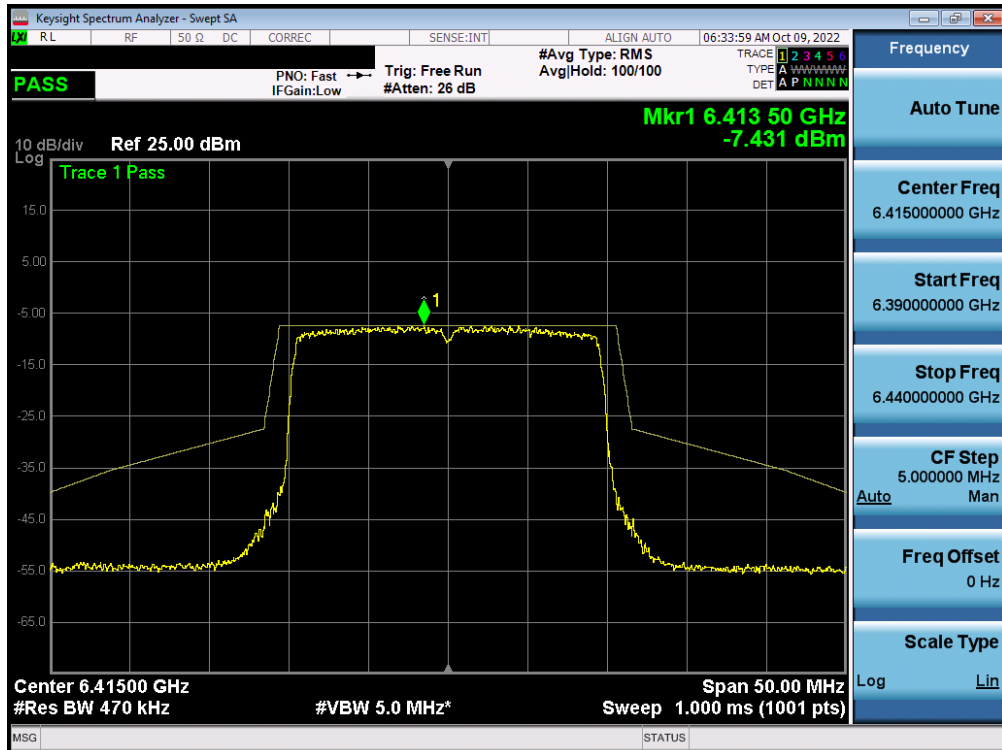 Keysight Spectrum Analyzer - Swept SA
LXI RL RF 50 Ω DC CORREC SENSE:INT ALIGN AUTO 06:33:59 AM Oct 09, 2022
PASS
PNO: Fast
IFGain:Low
Trig: Free Run
#Atten: 26 dB
#Avg Type: RMS
Avg|Hold: 100/100
TRACE 1 2 3 4 5 6
TYPE A WWWWW
DET A P N N N N
Mkr1 6.413 50 GHz
-7.431 dBm
10 dB/div
Log
Ref 25.00 dBm
Trace 1 Pass
15.0
5.00
-5.00
-15.0
-25.0
-35.0
-45.0
-55.0
-65.0
1
Center 6.41500 GHz
Span 50.00 MHz
#Res BW 470 kHz
#VBW 5.0 MHz*
Sweep 1.000 ms (1001 pts)
MSG
STATUS
Frequency
Auto Tune
Center Freq
6.415000000 GHz
Start Freq
6.390000000 GHz
Stop Freq
6.440000000 GHz
CF Step
5.000000 MHz
Auto Man
Freq Offset
0 Hz
Scale Type
Log Lin